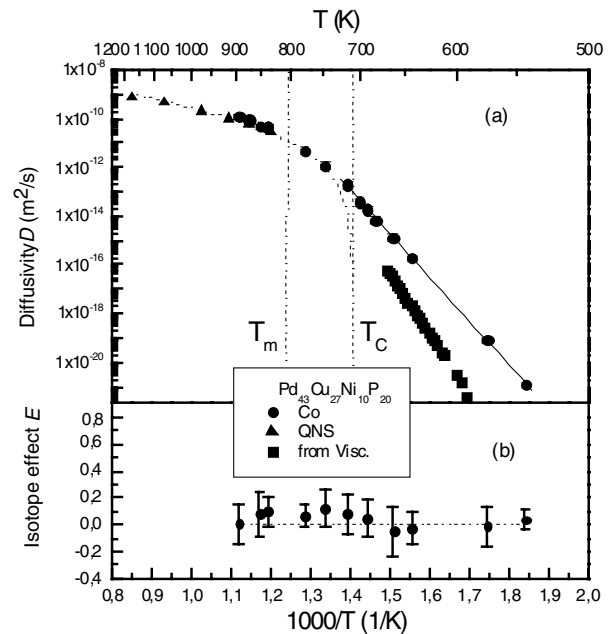 T (K)
1200 1100 1000 900 800 700 600 500
1x10-8
(a)
1x10-10
1x10-12
1x10-14
1x10-16
1x10-18
1x10-20
Diffusivity D (m2/s)
Tm
TC
Pd43Cu27Ni10P20
Co
QNS
from Visc.
0,8
0,6
0,4
0,2
0,0
-0,2
-0,4
(b)
Isotope effect E
0,8 0,9 1,0 1,1 1,2 1,3 1,4 1,5 1,6 1,7 1,8 1,9 2,0
1000/T (1/K)